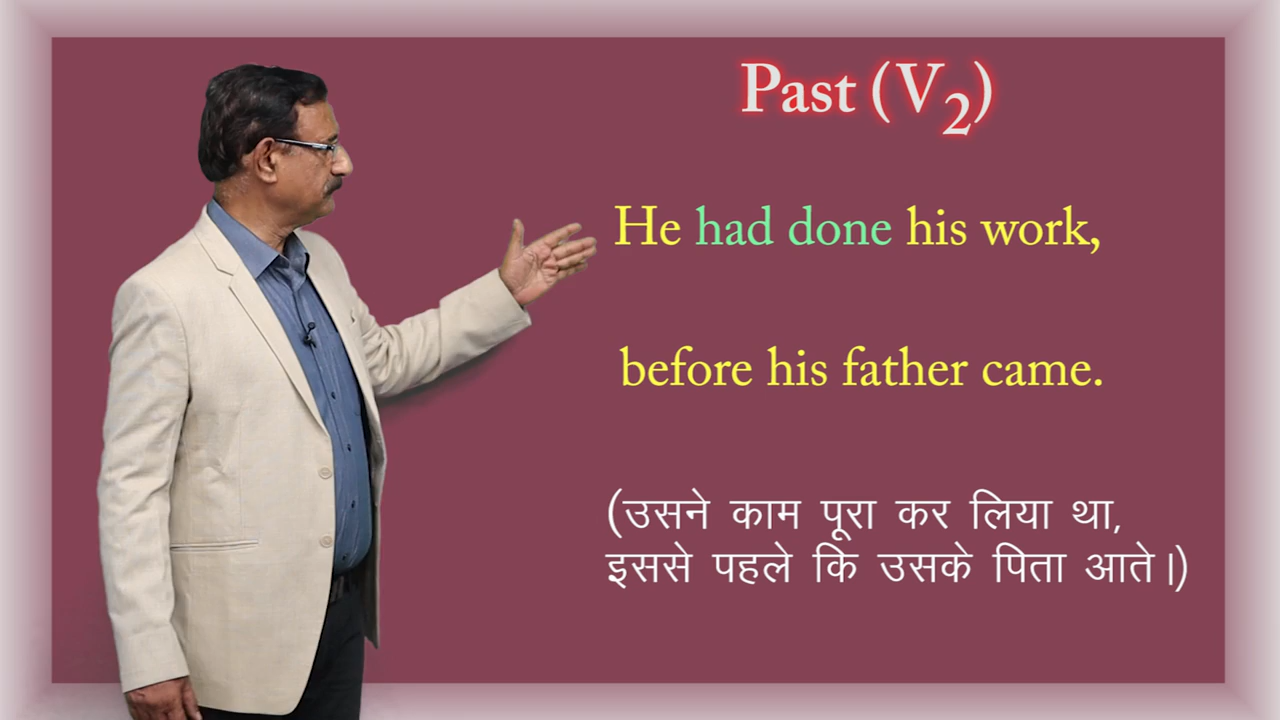 Past (V₂)
He had done his work,
before his father came.
(उसने काम पूरा कर लिया था,
इससे पहले कि उसके पिता आते।)